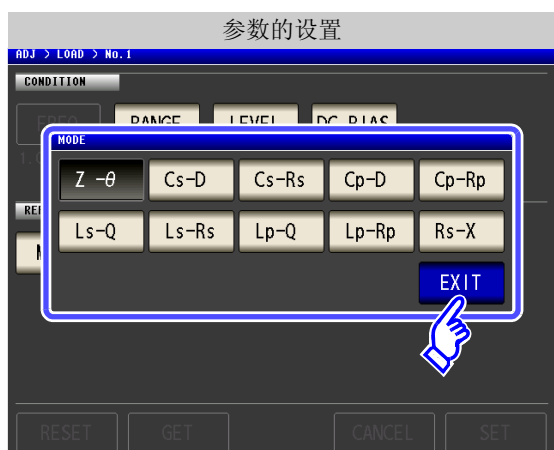 参数的设置
ADJ > LOAD > No.1
CONDITION
RANGE LEVEL DC BIAS
MODE
Z -θ Cs-D Cs-Rs Cp-D Cp-Rp
Ls-Q Ls-Rs Lp-Q Lp-Rp Rs-X
EXIT
RESET GET CANCEL SET